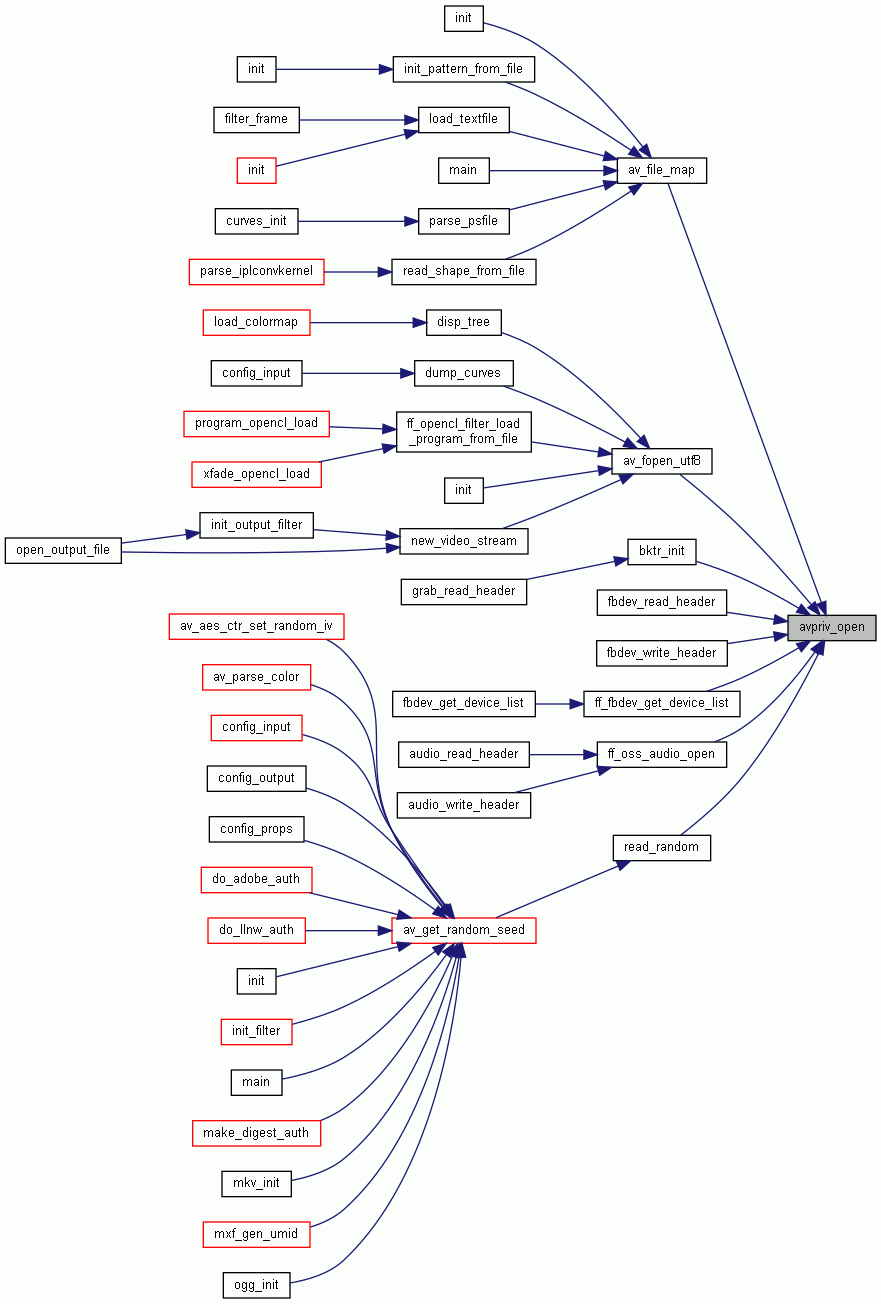 init
init
init_pattern_from_file
filter_frame
load_textfile
init
main
av_file_map
curves_init
parse_psfile
parse_iplconvkernel
read_shape_from_file
load_colormap
disp_tree
config_input
dump_curves
program_opencl_load
ff_opencl_filter_load
_program_from_file
xfade_opencl_load
av_fopen_utf8
init
init_output_filter
open_output_file
new_video_stream
bktr_init
grab_read_header
fbdev_read_header
avpriv_open
av_aes_ctr_set_random_iv
fbdev_write_header
av_parse_color
fbdev_get_device_list
ff_fbdev_get_device_list
config_input
audio_read_header
ff_oss_audio_open
config_output
audio_write_header
config_props
read_random
do_adobe_auth
do_llnw_auth
av_get_random_seed
init
init_filter
main
make_digest_auth
mkv_init
mxf_gen_umid
ogg_init